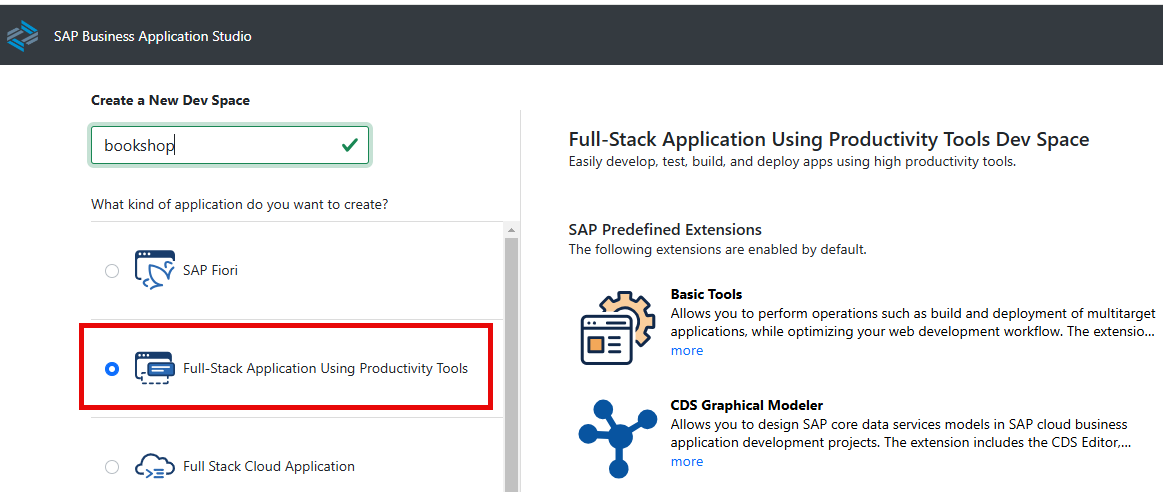 SAP Business Application Studio
Create a New Dev Space
bookshop
What kind of application do you want to create?
SAP Fiori
Full-Stack Application Using Productivity Tools
Full Stack Cloud Application
Full-Stack Application Using Productivity Tools Dev Space
Easily develop, test, build, and deploy apps using high productivity tools.
SAP Predefined Extensions
The following extensions are enabled by default.
Basic Tools
Allows you to perform operations such as build and deployment of multitarget
applications, while optimizing your web development workflow. The extensio...
more
CDS Graphical Modeler
Allows you to design SAP core data services models in SAP cloud business
application development projects. The extension includes the CDS Editor,...
more